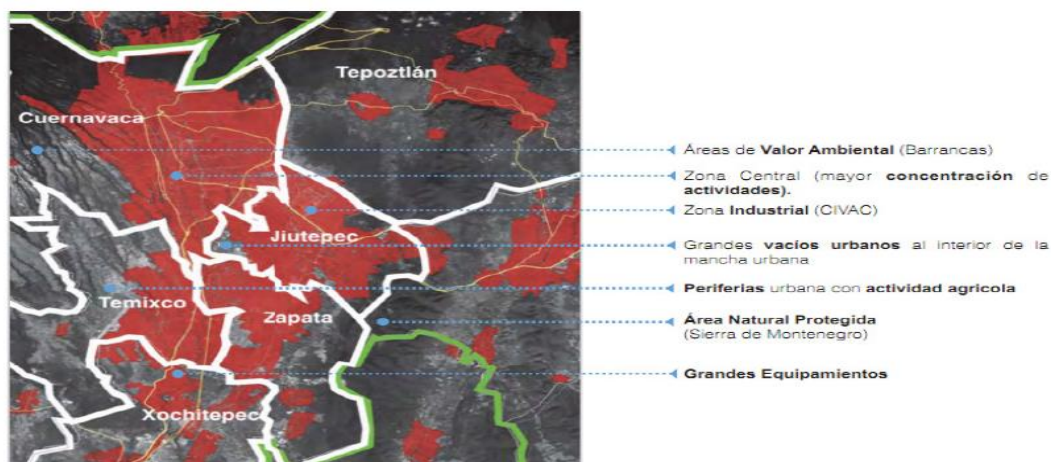 Tepoztlán
Cuernavaca
Jiutepec
Temixco
Zapata
Xochitepec
Áreas de Valor Ambiental (Barrancas)
Zona Central (mayor concentración de
actividades).
Zona Industrial (CIVAC)
Grandes vacíos urbanos al interior de la
mancha urbana
Periferias urbana con actividad agricola
Área Natural Protegida
(Sierra de Montenegro)
Grandes Equipamientos